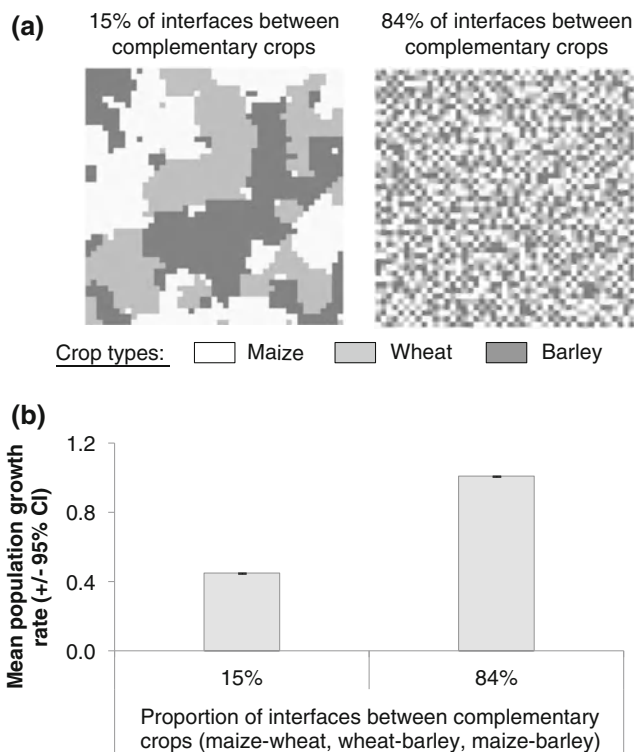 (a)
15% of interfaces between
complementary crops
84% of interfaces between
complementary crops
Crop types: Maize Wheat Barley
(b)
Mean population growth
rate (+/- 95% CI)
1.2
0.8
0.4
0.0
15% 84%
Proportion of interfaces between complementary
crops (maize-wheat, wheat-barley, maize-barley)